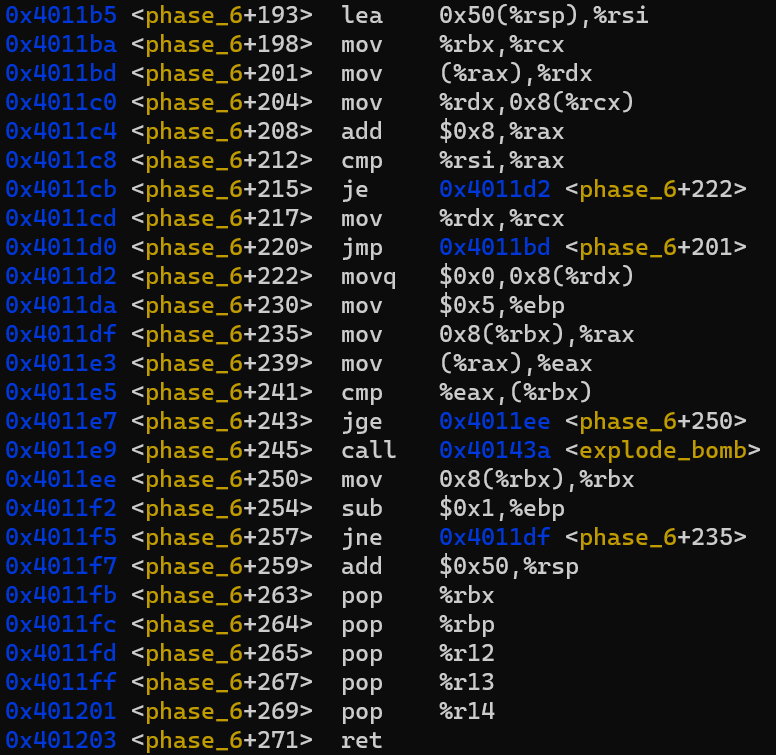 0x4011b5 <phase_6+193> lea 0x50(%rsp),%rsi
0x4011ba <phase_6+198> mov %rbx,%rcx
0x4011bd <phase_6+201> mov (%rax),%rdx
0x4011c0 <phase_6+204> mov %rdx,0x8(%rcx)
0x4011c4 <phase_6+208> add $0x8,%rax
0x4011c8 <phase_6+212> cmp %rsi,%rax
0x4011cb <phase_6+215> je 0x4011d2 <phase_6+222>
0x4011cd <phase_6+217> mov %rdx,%rcx
0x4011d0 <phase_6+220> jmp 0x4011bd <phase_6+201>
0x4011d2 <phase_6+222> movq $0x0,0x8(%rdx)
0x4011da <phase_6+230> mov $0x5,%ebp
0x4011df <phase_6+235> mov 0x8(%rbx),%rax
0x4011e3 <phase_6+239> mov (%rax),%eax
0x4011e5 <phase_6+241> cmp %eax,(%rbx)
0x4011e7 <phase_6+243> jge 0x4011ee <phase_6+250>
0x4011e9 <phase_6+245> call 0x40143a <explode_bomb>
0x4011ee <phase_6+250> mov 0x8(%rbx),%rbx
0x4011f2 <phase_6+254> sub $0x1,%ebp
0x4011f5 <phase_6+257> jne 0x4011df <phase_6+235>
0x4011f7 <phase_6+259> add $0x50,%rsp
0x4011fb <phase_6+263> pop %rbx
0x4011fc <phase_6+264> pop %rbp
0x4011fd <phase_6+265> pop %r12
0x4011ff <phase_6+267> pop %r13
0x401201 <phase_6+269> pop %r14
0x401203 <phase_6+271> ret